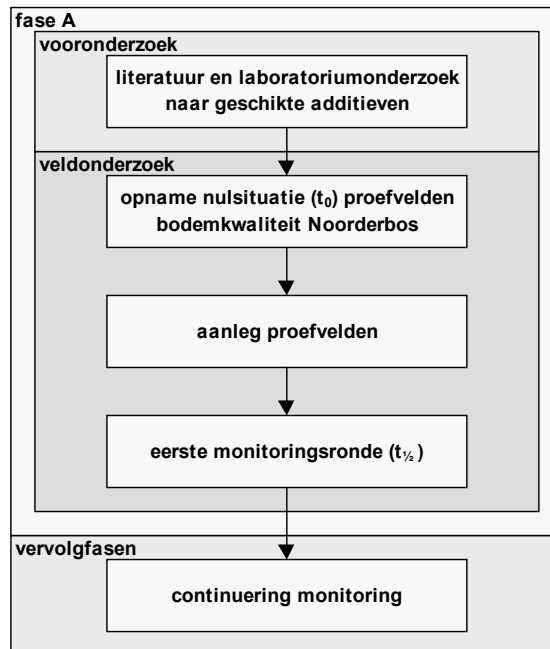 fase A
vooronderzoek
literatuur en laboratoriumonderzoek
naar geschikte additieven
veldonderzoek
opname nulsituatie (t₀) proefvelden
bodemkwaliteit Noorderbos
aanleg proefvelden
eerste monitoringsronde (t½)
vervolgfasen
continuering monitoring